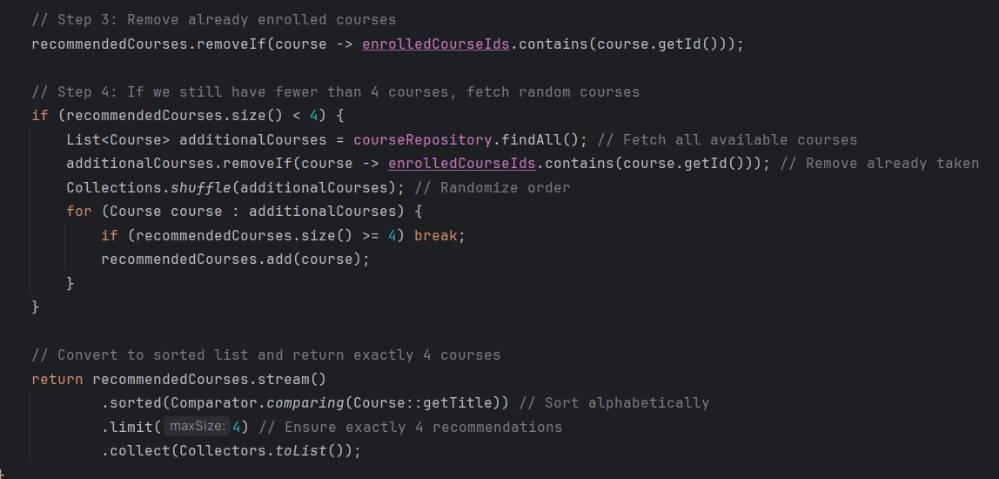 // Step 3: Remove already enrolled courses
recommendedCourses.removeIf(course -> enrolledCourseIds.contains(course.getId()));
// Step 4: If we still have fewer than 4 courses, fetch random courses
if (recommendedCourses.size() < 4) {
List<Course> additionalCourses = courseRepository.findAll(); // Fetch all available courses
additionalCourses.removeIf(course -> enrolledCourseIds.contains(course.getId())); // Remove already taken
Collections.shuffle(additionalCourses); // Randomize order
for (Course course : additionalCourses) {
if (recommendedCourses.size() >= 4) break;
recommendedCourses.add(course);
}
}
// Convert to sorted list and return exactly 4 courses
return recommendedCourses.stream()
.sorted(Comparator.comparing(Course::getTitle)) // Sort alphabetically
.limit( maxSize: 4) // Ensure exactly 4 recommendations
.collect(Collectors.toList());
}